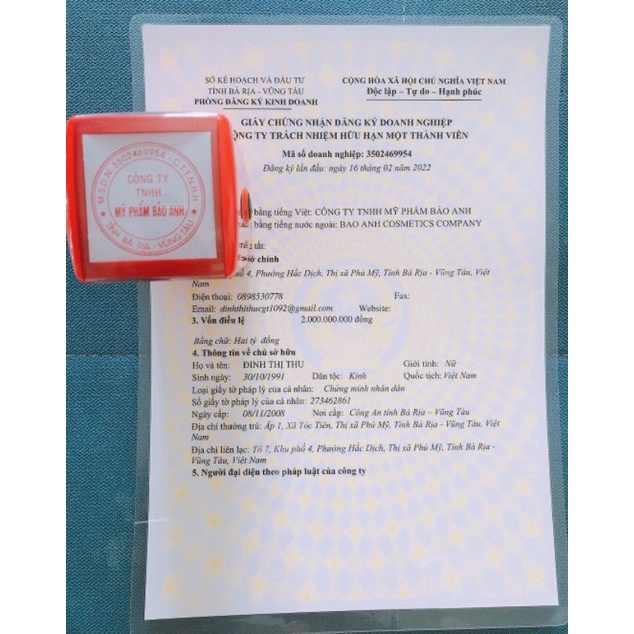 SỞ KẾ HOẠCH VÀ ĐẦU TƯ
TỈNH BÀ RỊA – VŨNG TÀU
PHÒNG ĐĂNG KÝ KINH DOANH
CỘNG HÒA XÃ HỘI CHỦ NGHĨA VIỆT NAM
Độc lập – Tự do – Hạnh phúc
GIẤY CHỨNG NHẬN ĐĂNG KÝ DOANH NGHIỆP
CÔNG TY TRÁCH NHIỆM HỮU HẠN MỘT THÀNH VIÊN
Mã số doanh nghiệp: 3502469954
Đăng ký lần đầu: ngày 16 tháng 02 năm 2022
M.S.D.N: 3502469954 - C.T.T.N.H.H
CÔNG TY
TNHH
MỸ PHẨM BẢO ANH
TỈNH BÀ RỊA - VŨNG TÀU
bằng tiếng Việt: CÔNG TY TNHH MỸ PHẨM BẢO ANH
bằng tiếng nước ngoài: BAO ANH COSMETICS COMPANY
tắt:
chính
phố 4, Phường Hắc Dịch, Thị xã Phú Mỹ, Tỉnh Bà Rịa - Vũng Tàu, Việt
Nam
Điện thoại: 0898530778 Fax:
Email: dinhthithucgt1092@gmail.com Website:
3. Vốn điều lệ 2.000.000.000 đồng
Bằng chữ: Hai tỷ đồng
4. Thông tin về chủ sở hữu
Họ và tên: ĐINH THỊ THU Giới tính: Nữ
Sinh ngày: 30/10/1991 Dân tộc: Kinh Quốc tịch: Việt Nam
Loại giấy tờ pháp lý của cá nhân: Chứng minh nhân dân
Số giấy tờ pháp lý của cá nhân: 273462861
Ngày cấp: 08/11/2008 Nơi cấp: Công An tỉnh Bà Rịa – Vũng Tàu
Địa chỉ thường trú: Ấp 1, Xã Tóc Tiên, Thị xã Phú Mỹ, Tỉnh Bà Rịa - Vũng Tàu, Việt
Nam
Địa chỉ liên lạc: Tổ 7, Khu phố 4, Phường Hắc Dịch, Thị xã Phú Mỹ, Tỉnh Bà Rịa -
Vũng Tàu, Việt Nam
5. Người đại diện theo pháp luật của công ty